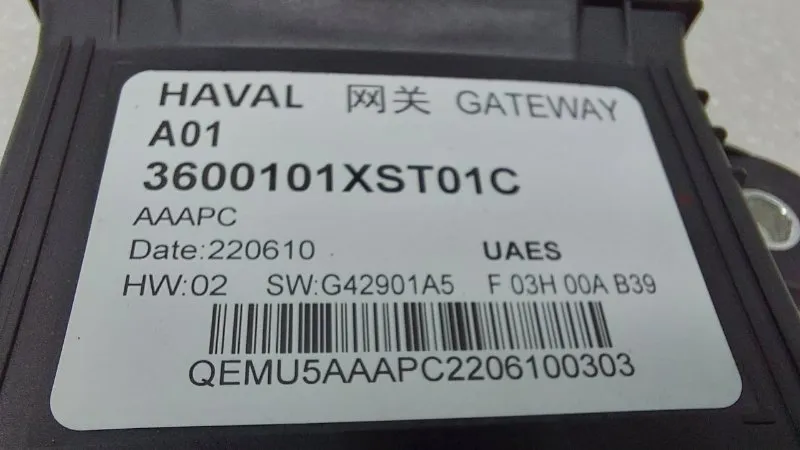 HAVAL 网关 GATEWAY
A01
3600101XST01C
AAAPC
Date:220610 UAES
HW:02 SW:G42901A5 F 03H 00A B39
QEMU5AAAPC2206100303